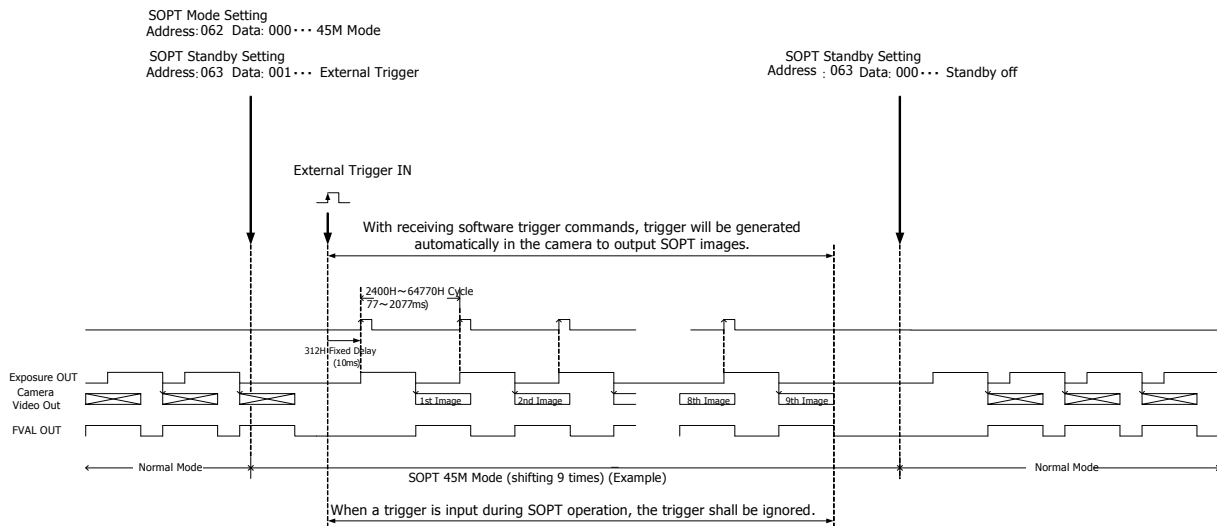 SOPT Mode Setting
Address:062 Data: 000··· 45M Mode
SOPT Standby Setting
Address:063 Data: 001··· External Trigger
SOPT Standby Setting
Address : 063 Data: 000··· Standby off
External Trigger IN
With receiving software trigger commands, trigger will be generated
automatically in the camera to output SOPT images.
2400H~64770H Cycle
77~2077ms)
312H Fixed Delay
(10ms)
Exposure OUT
Camera
Video Out
1st Image
2nd Image
8th Image
9th Image
FVAL OUT
Normal Mode
SOPT 45M Mode (shifting 9 times) (Example)
Normal Mode
When a trigger is input during SOPT operation, the trigger shall be ignored.